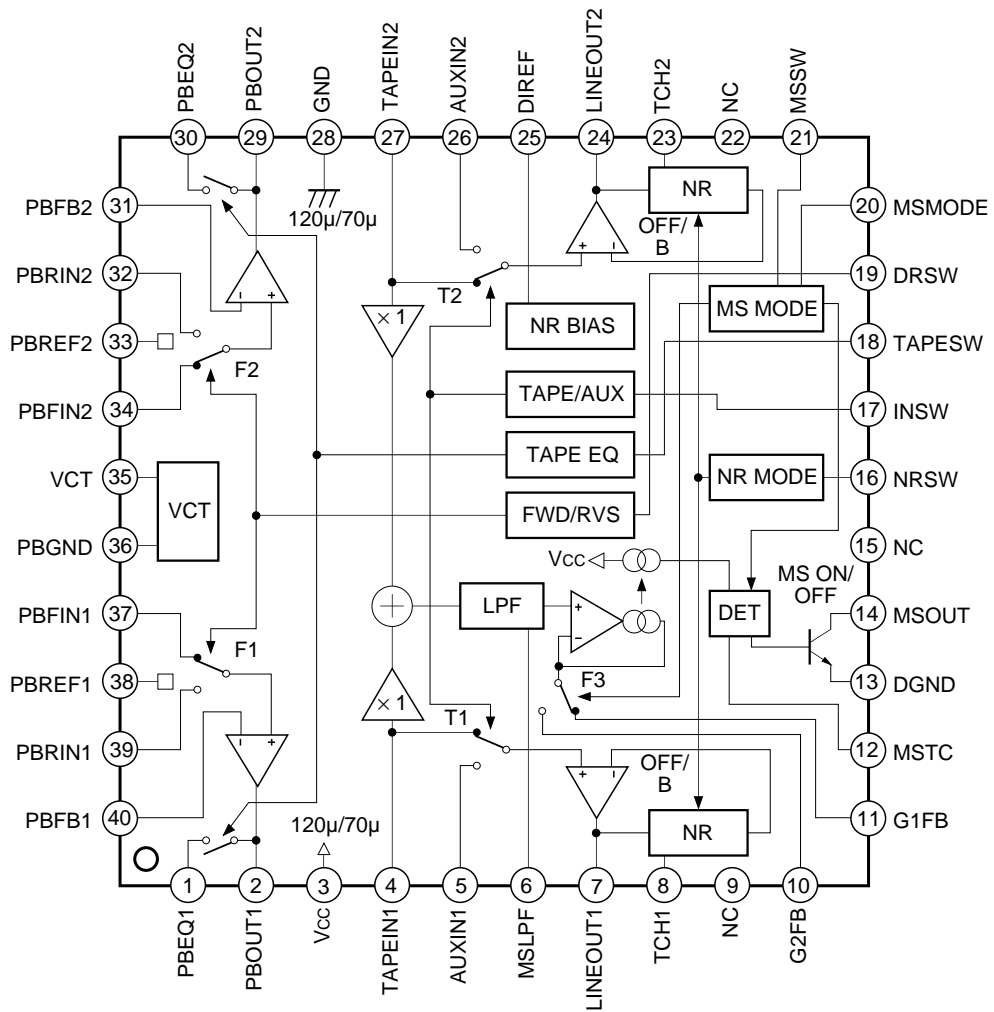 PBEQ2
PBOUT2
GND
TAPEIN2
AUXIN2
DIREF
LINEOUT2
TCH2
NC
MSSW
30
29
28
27
26
25
24
23
22
21
PBFB2
31
120μ/70μ
NR
OFF/
B
20
MSMODE
PBRIN2
32
T2
19
DRSW
× 1
NR BIAS
MS MODE
PBREF2
33
F2
18
TAPESW
PBFIN2
34
TAPE/AUX
17
INSW
VCT
35
VCT
TAPE EQ
NR MODE
16
NRSW
PBGND
36
FWD/RVS
15
NC
Vcc
MS ON/
OFF
PBFIN1
37
+
LPF
+
–
DET
14
MSOUT
PBREF1
38
F1
× 1
F3
13
DGND
PBRIN1
39
T1
12
MSTC
– +
+ –
OFF/
B
PBFB1
40
120μ/70μ
NR
11
G1FB
1
2
3
4
5
6
7
8
9
10
PBEQ1
PBOUT1
Vcc
TAPEIN1
AUXIN1
MSLPF
LINEOUT1
TCH1
NC
G2FB